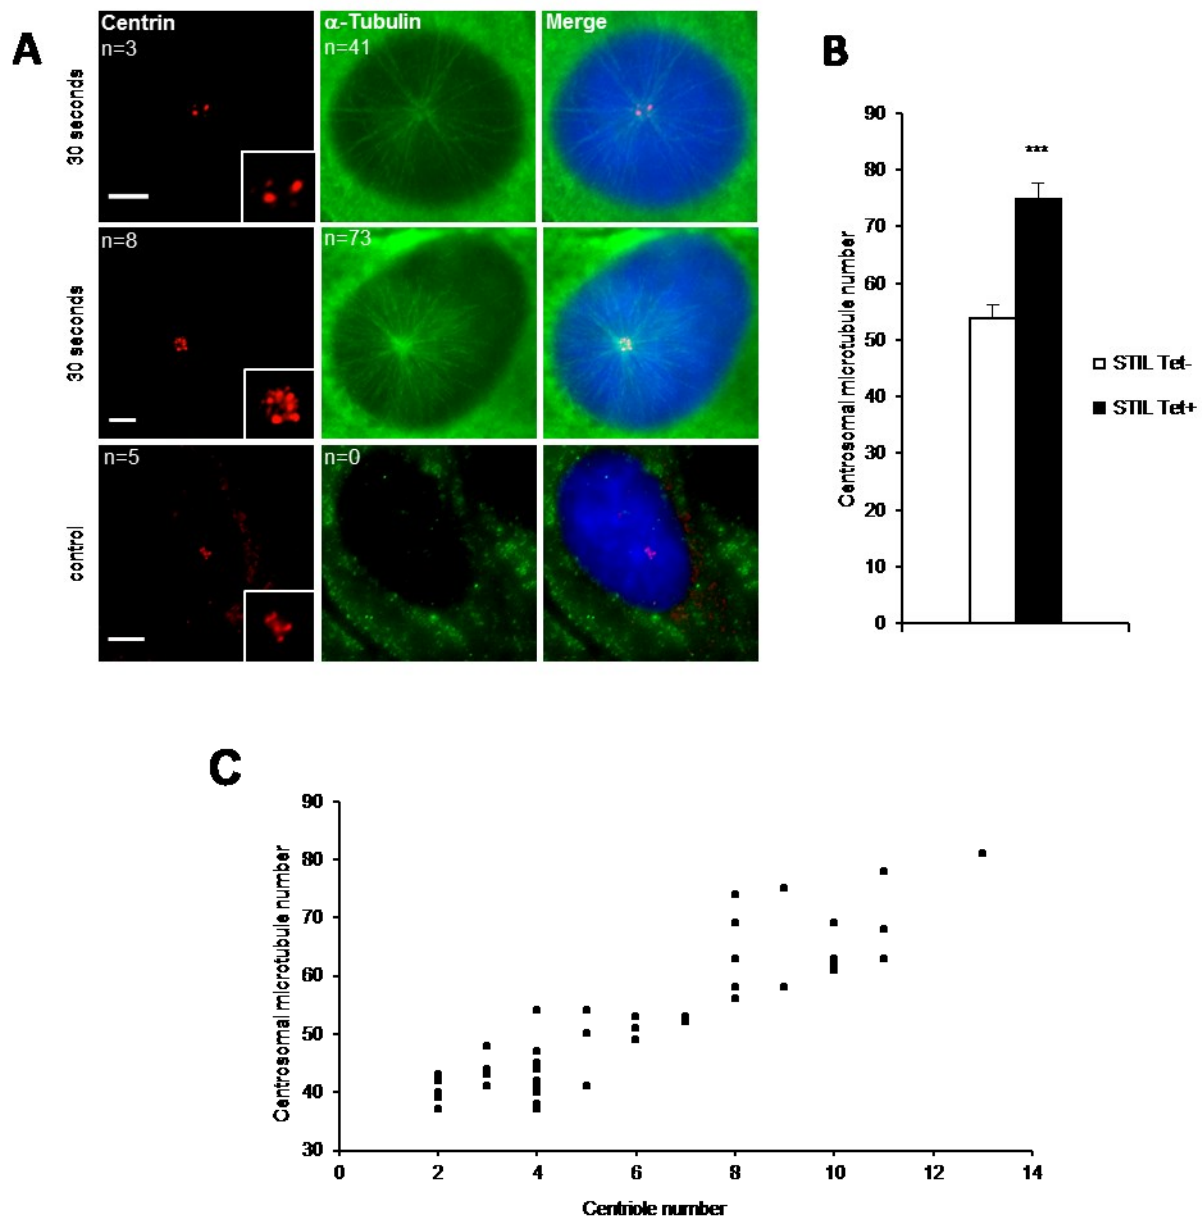 A
Centrin
α-Tubulin
Merge
n=3
n=41
30 seconds
n=8
n=73
30 seconds
n=5
n=0
control
B
90
80
70
60
50
40
30
20
10
0
Centrosomal microtubule number
***
STIL Tet-
STIL Tet+
C
90
80
70
60
50
40
30
Centrosomal microtubule number
0 2 4 6 8 10 12 14
Centriole number